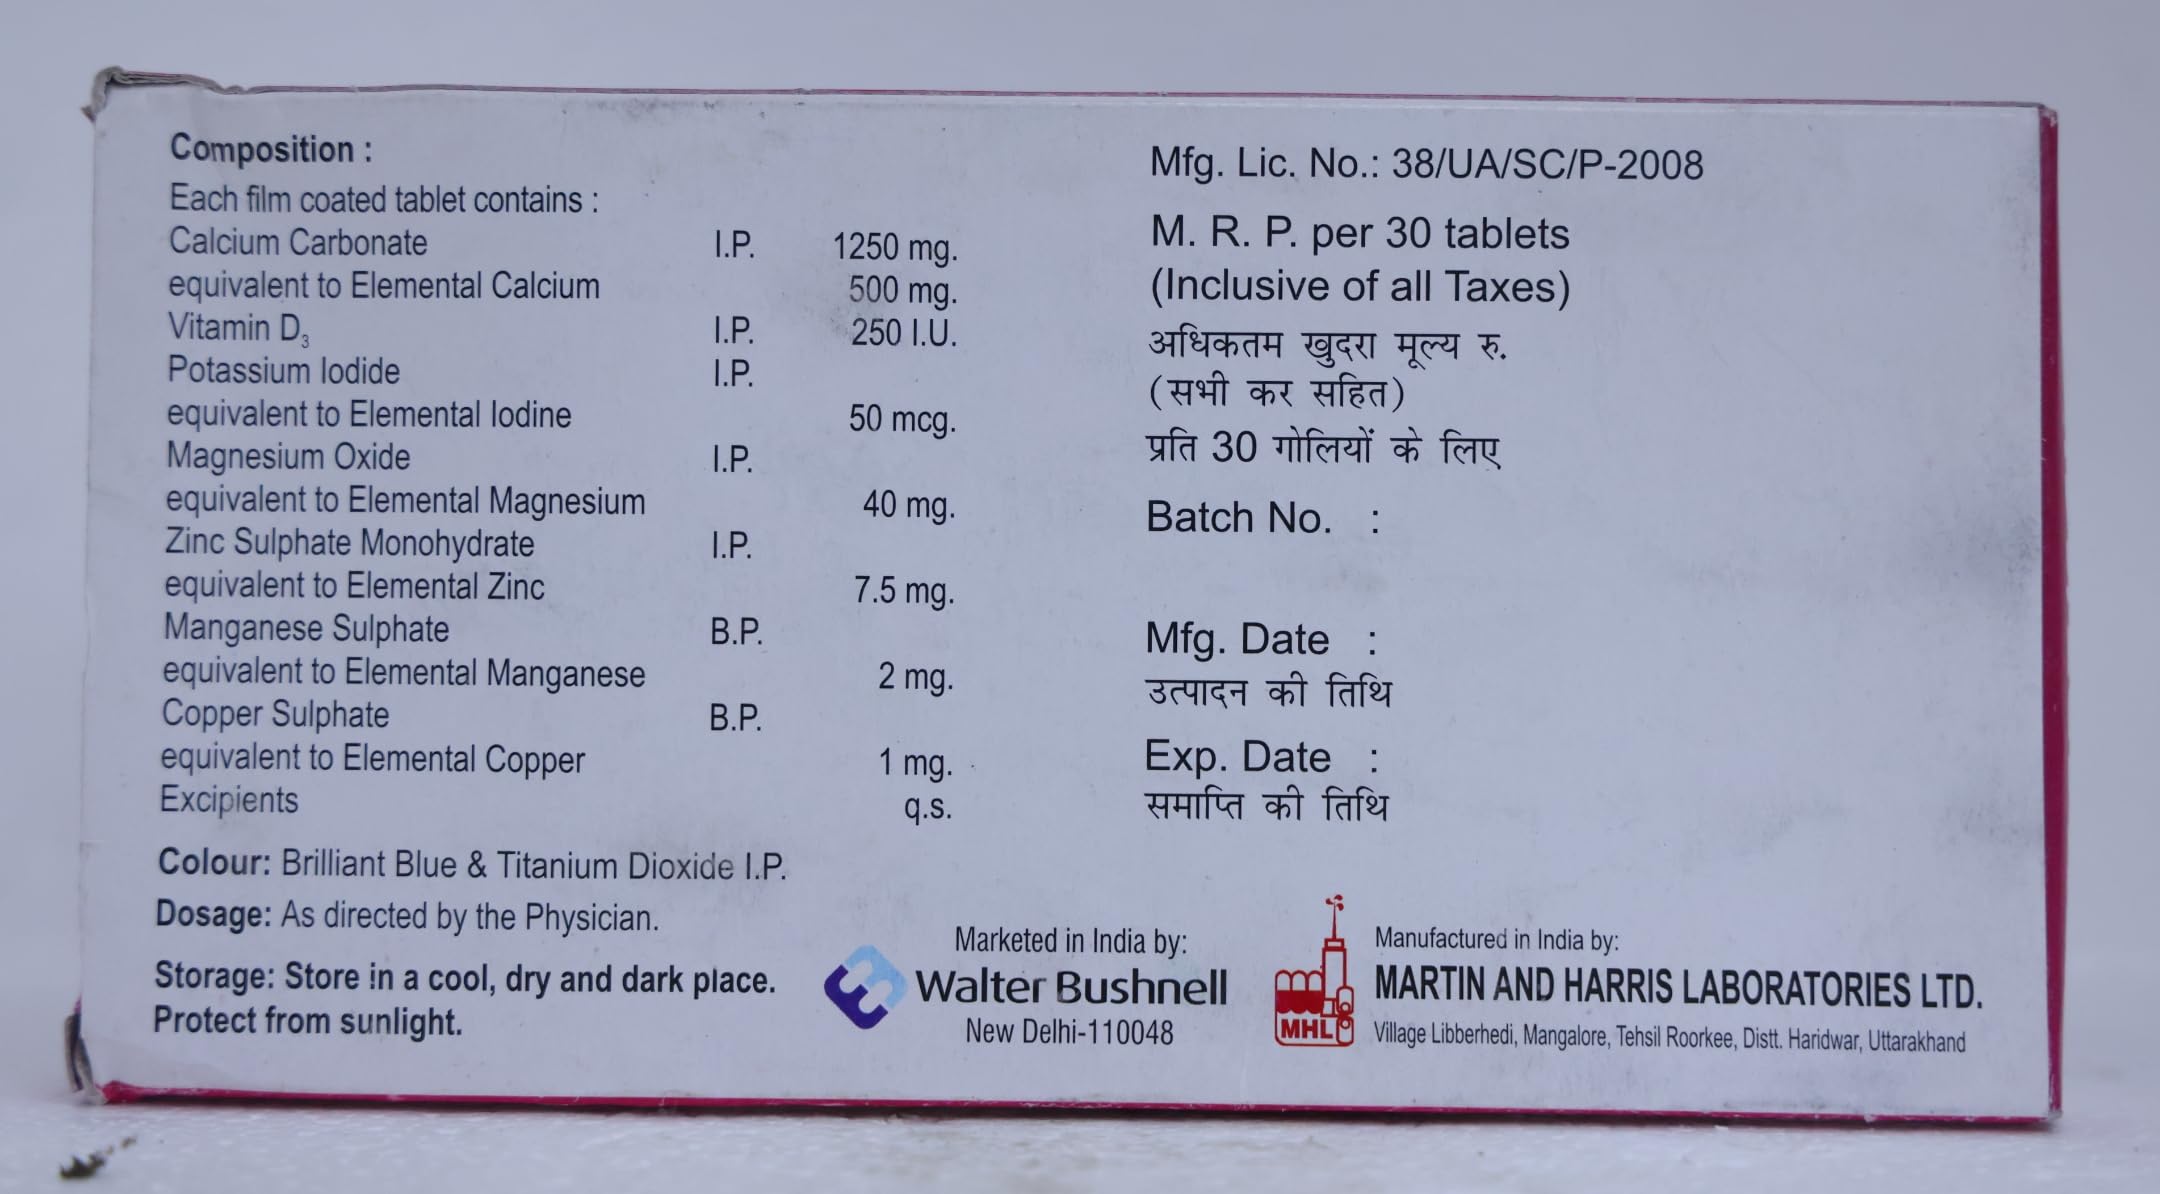 Composition :
Each film coated tablet contains :
Calcium Carbonate I.P. 1250 mg.
equivalent to Elemental Calcium 500 mg.
Vitamin D3 I.P. 250 I.U.
Potassium Iodide I.P.
equivalent to Elemental Iodine 50 mcg.
Magnesium Oxide I.P.
equivalent to Elemental Magnesium 40 mg.
Zinc Sulphate Monohydrate I.P.
equivalent to Elemental Zinc 7.5 mg.
Manganese Sulphate B.P.
equivalent to Elemental Manganese 2 mg.
Copper Sulphate B.P.
equivalent to Elemental Copper 1 mg.
Excipients q.s.
Colour: Brilliant Blue & Titanium Dioxide I.P.
Dosage: As directed by the Physician.
Storage: Store in a cool, dry and dark place.
Protect from sunlight.
Mfg. Lic. No.: 38/UA/SC/P-2008
M. R. P. per 30 tablets
(Inclusive of all Taxes)
अधिकतम खुदरा मूल्य रु.
(सभी कर सहित)
प्रति 30 गोलियों के लिए
Batch No. :
Mfg. Date :
उत्पादन की तिथि
Exp. Date :
समाप्ति की तिथि
Marketed in India by:
Walter Bushnell
New Delhi-110048
MHL
Manufactured in India by:
MARTIN AND HARRIS LABORATORIES LTD.
Village Libberhedi, Mangalore, Tehsil Roorkee, Distt. Haridwar, Uttarakhand